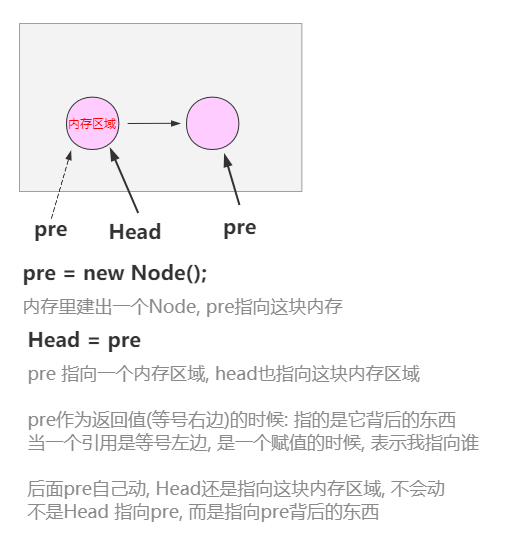 内存区域
pre
Head
pre
pre = new Node();
内存里建出一个Node, pre指向这块内存
Head = pre
pre 指向一个内存区域, head也指向这块内存区域
pre作为返回值(等号右边)的时候: 指的是它背后的东西
当一个引用是等号左边, 是一个赋值的时候, 表示我指向谁
后面pre自己动, Head还是指向这块内存区域, 不会动
不是Head 指向pre, 而是指向pre背后的东西